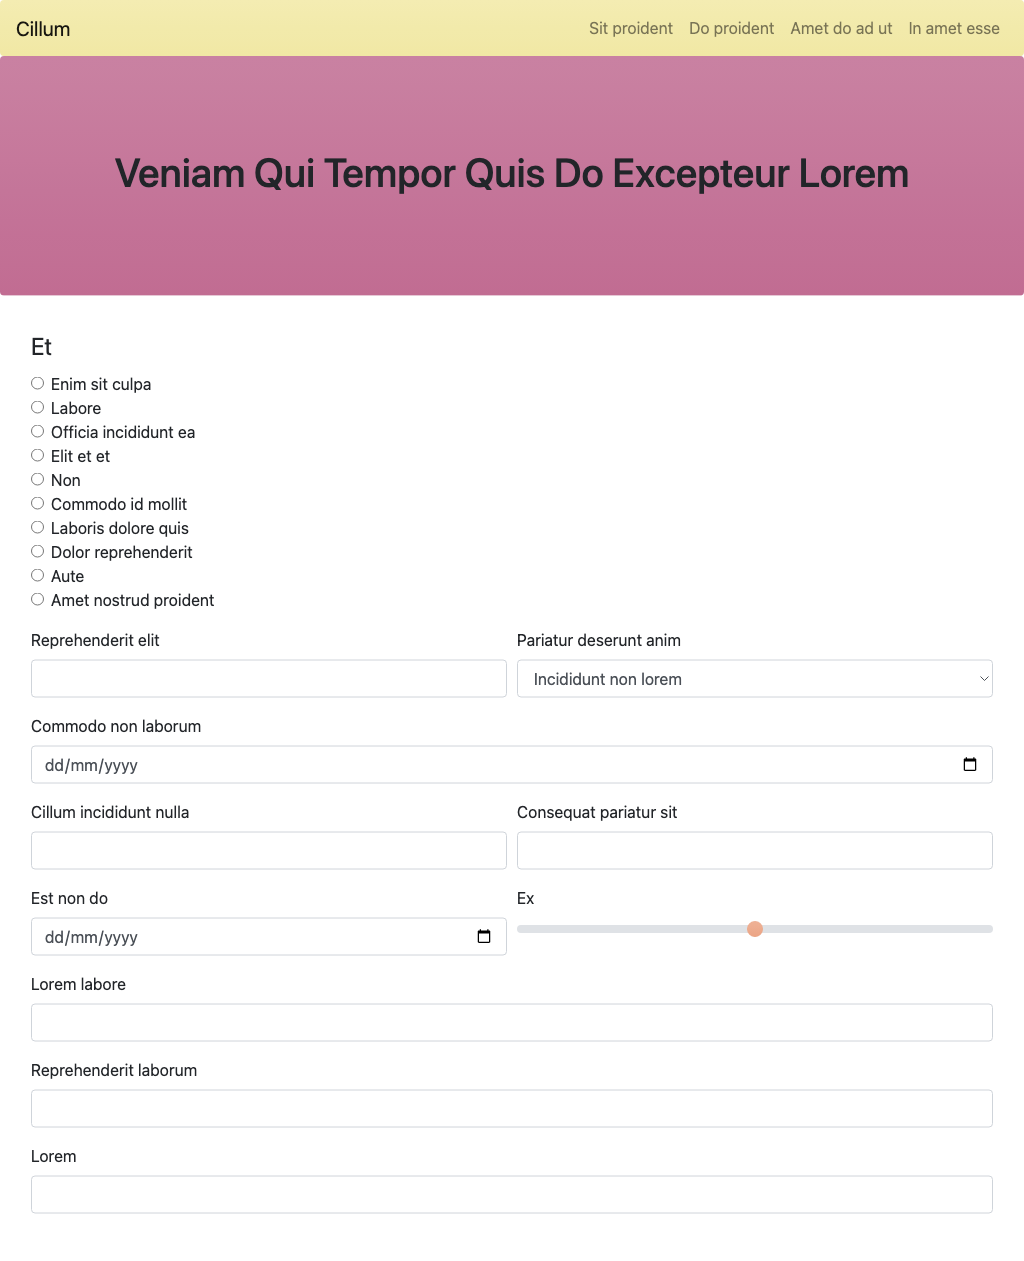 Cillum
Sit proident
Do proident
Amet do ad ut
In amet esse
Veniam Qui Tempor Quis Do Excepteur Lorem
Et
Enim sit culpa
Labore
Officia incididunt ea
Elit et et
Non
Commodo id mollit
Laboris dolore quis
Dolor reprehenderit
Aute
Amet nostrud proident
Reprehenderit elit
Pariatur deserunt anim
Incididunt non lorem
Commodo non laborum
dd/mm/yyyy
Cillum incididunt nulla
Consequat pariatur sit
Est non do
dd/mm/yyyy
Ex
Lorem labore
Reprehenderit laborum
Lorem